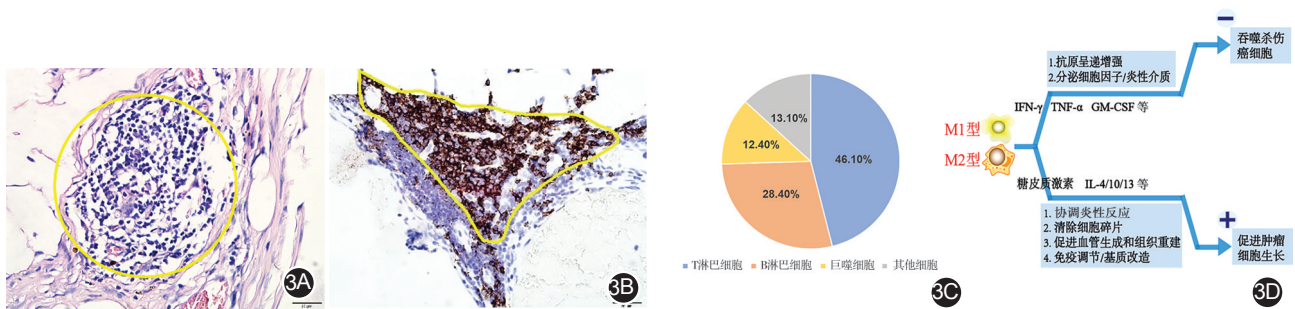 3A
3B
13.10%
12.40%
46.10%
28.40%
T淋巴细胞 B淋巴细胞 巨噬细胞 其他细胞
3C
M1型
M2型
1.抗原呈递增强
2.分泌细胞因子/炎性介质
IFN-γ TNF-α GM-CSF 等
−
吞噬杀伤
癌细胞
糖皮质激素 IL-4/10/13 等
1. 协调炎性反应
2. 清除细胞碎片
3. 促进血管生成和组织重建
4. 免疫调节/基质改造
+
促进肿瘤
细胞生长
3D